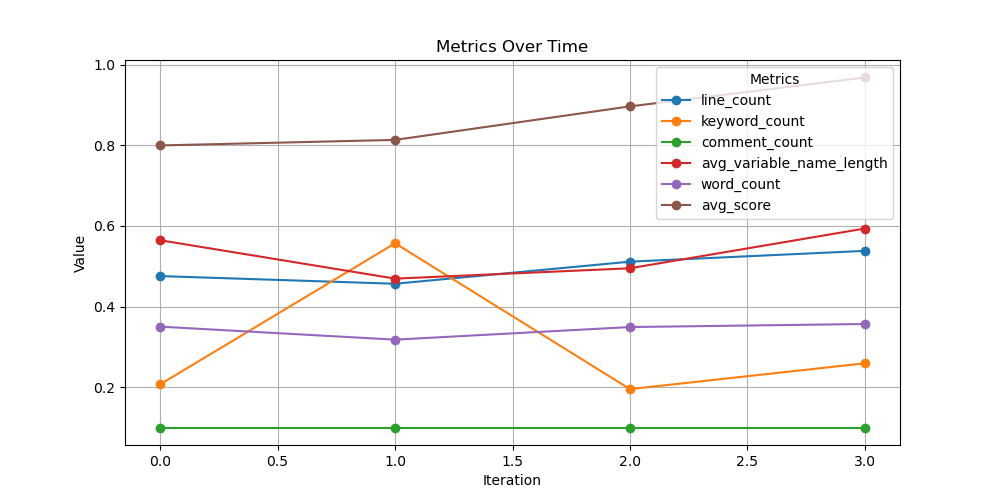 Metrics Over Time
1.0
0.8
0.6
0.4
0.2
Value
Metrics
line_count
keyword_count
comment_count
avg_variable_name_length
word_count
avg_score
0.0 0.5 1.0 1.5 2.0 2.5 3.0
Iteration